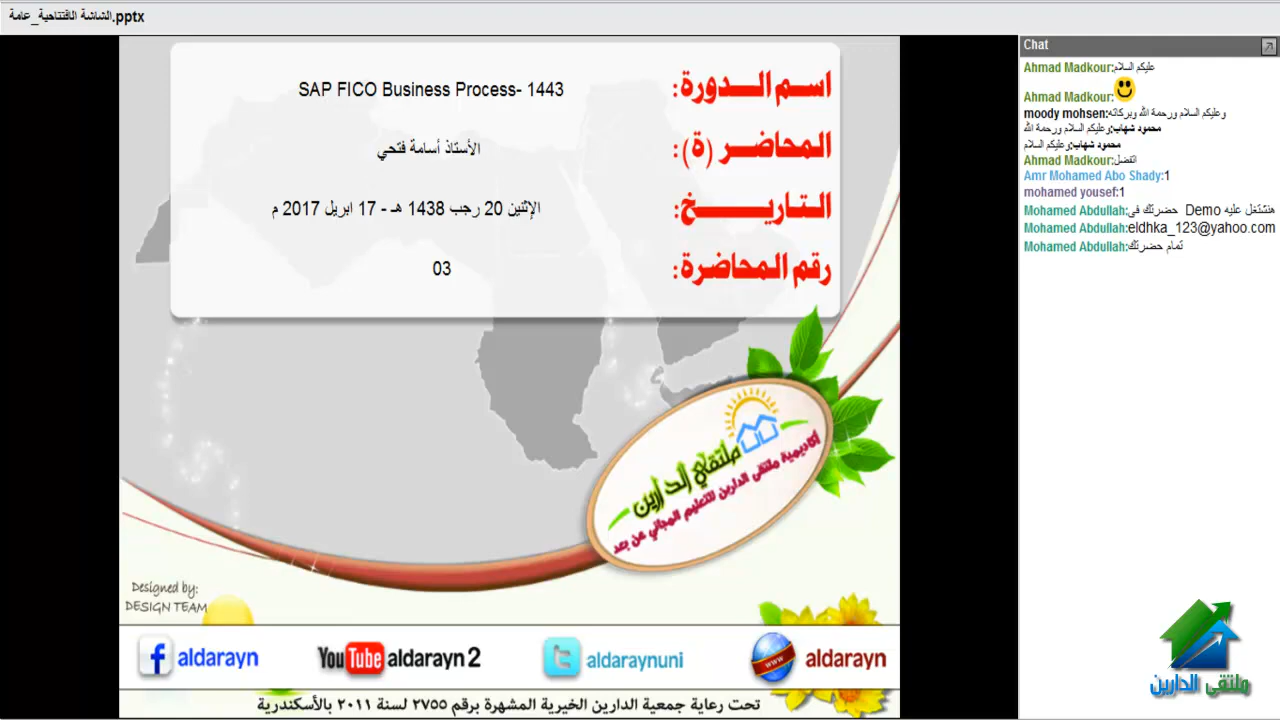 الشاشة الافتتاحية_عامة.pptx
اسم الدورة: SAP FICO Business Process- 1443
المحاضر (ة): الأستاذ أسامة فتحي
التاريخ: الإثنين 20 رجب 1438 هـ - 17 ابريل 2017 م
رقم المحاضرة: 03
ملتقى الدارين
أكاديمية ملتقى الدارين للتعليم المجاني عن بعد
Designed by:
DESIGN TEAM
aldarayn
YouTube aldarayn 2
aldaraynuni
www aldarayn
تحت رعاية جمعية الدارين الخيرية المشهرة برقم ٢٧٥٥ لسنة ٢٠١١ بالأسكندرية
Chat
Ahmad Madkour:عليكم السلام
Ahmad Madkour:
moody mohsen:وعليكم السلام ورحمة الله وبركاته
محمود شهاب:وعليكم السلام ورحمة الله
محمود شهاب:وعليكم السلام
Ahmad Madkour:اتفضل
Amr Mohamed Abo Shady:1
mohamed yousef:1
Mohamed Abdullah:هنشتغل عليه Demo حضرتك فى
Mohamed Abdullah:eldhka_123@yahoo.com
Mohamed Abdullah:تمام حضرتك
ملتقى الدارين